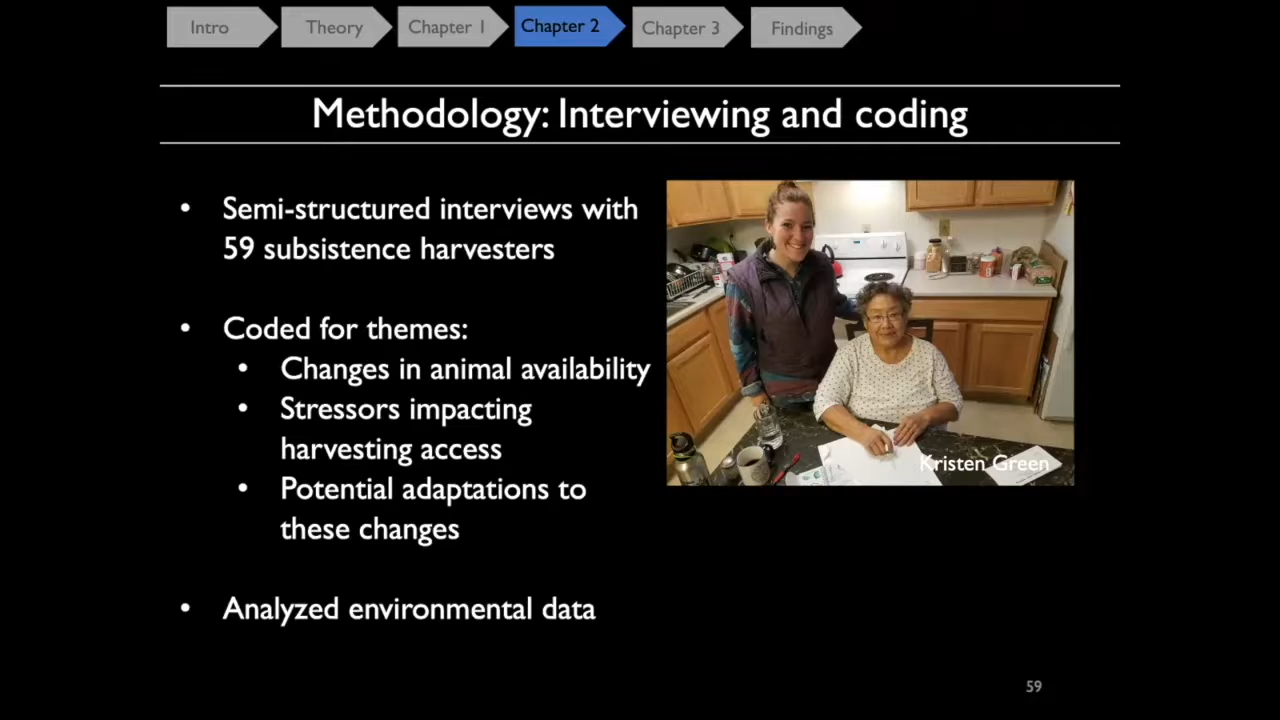 Intro
Theory
Chapter 1
Chapter 2
Chapter 3
Findings
Methodology: Interviewing and coding
• Semi-structured interviews with
59 subsistence harvesters
• Coded for themes:
• Changes in animal availability
• Stressors impacting
harvesting access
• Potential adaptations to
these changes
• Analyzed environmental data
Kristen Green
59